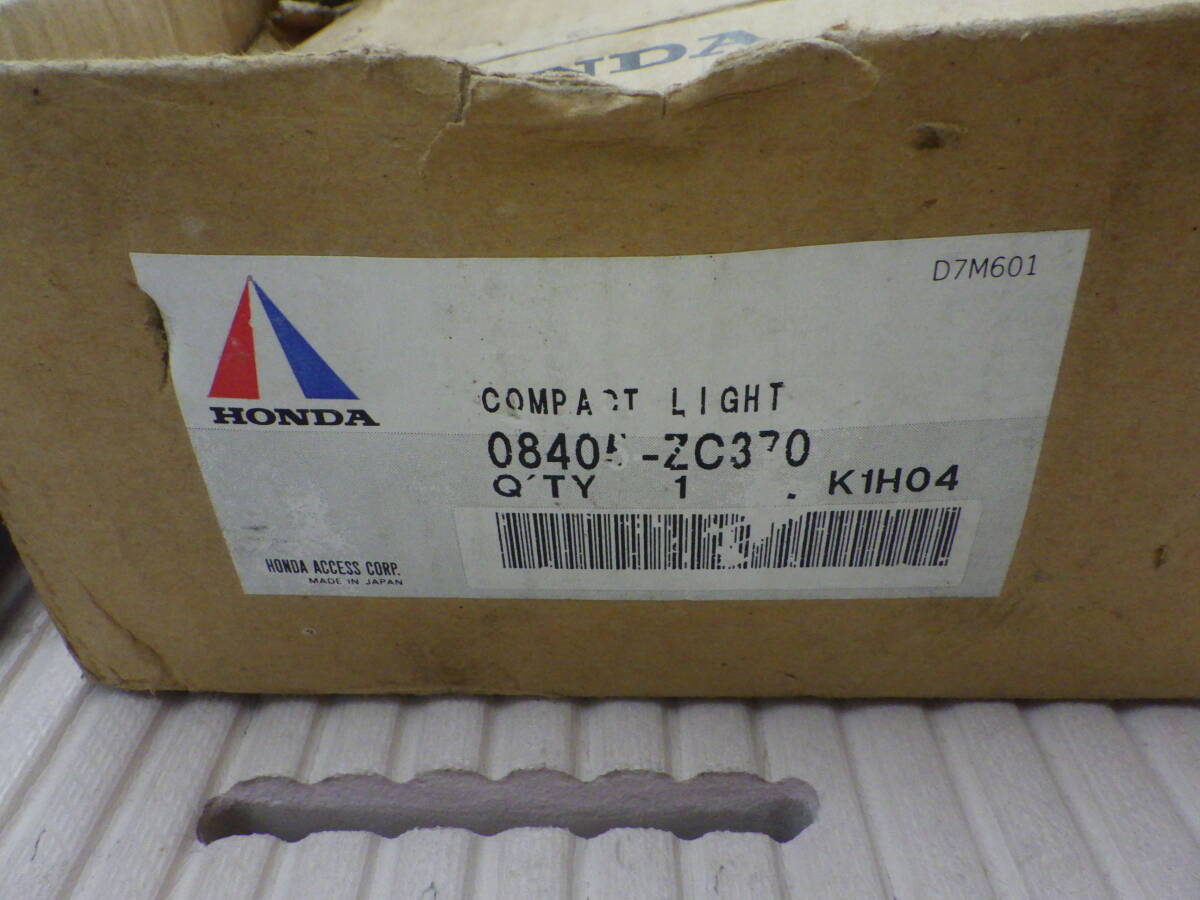 HONDA
D7M601
HONDA
COMPACT LIGHT
08405-ZC370
Q'TY 1 K1H04
HONDA ACCESS CORP.
MADE IN JAPAN